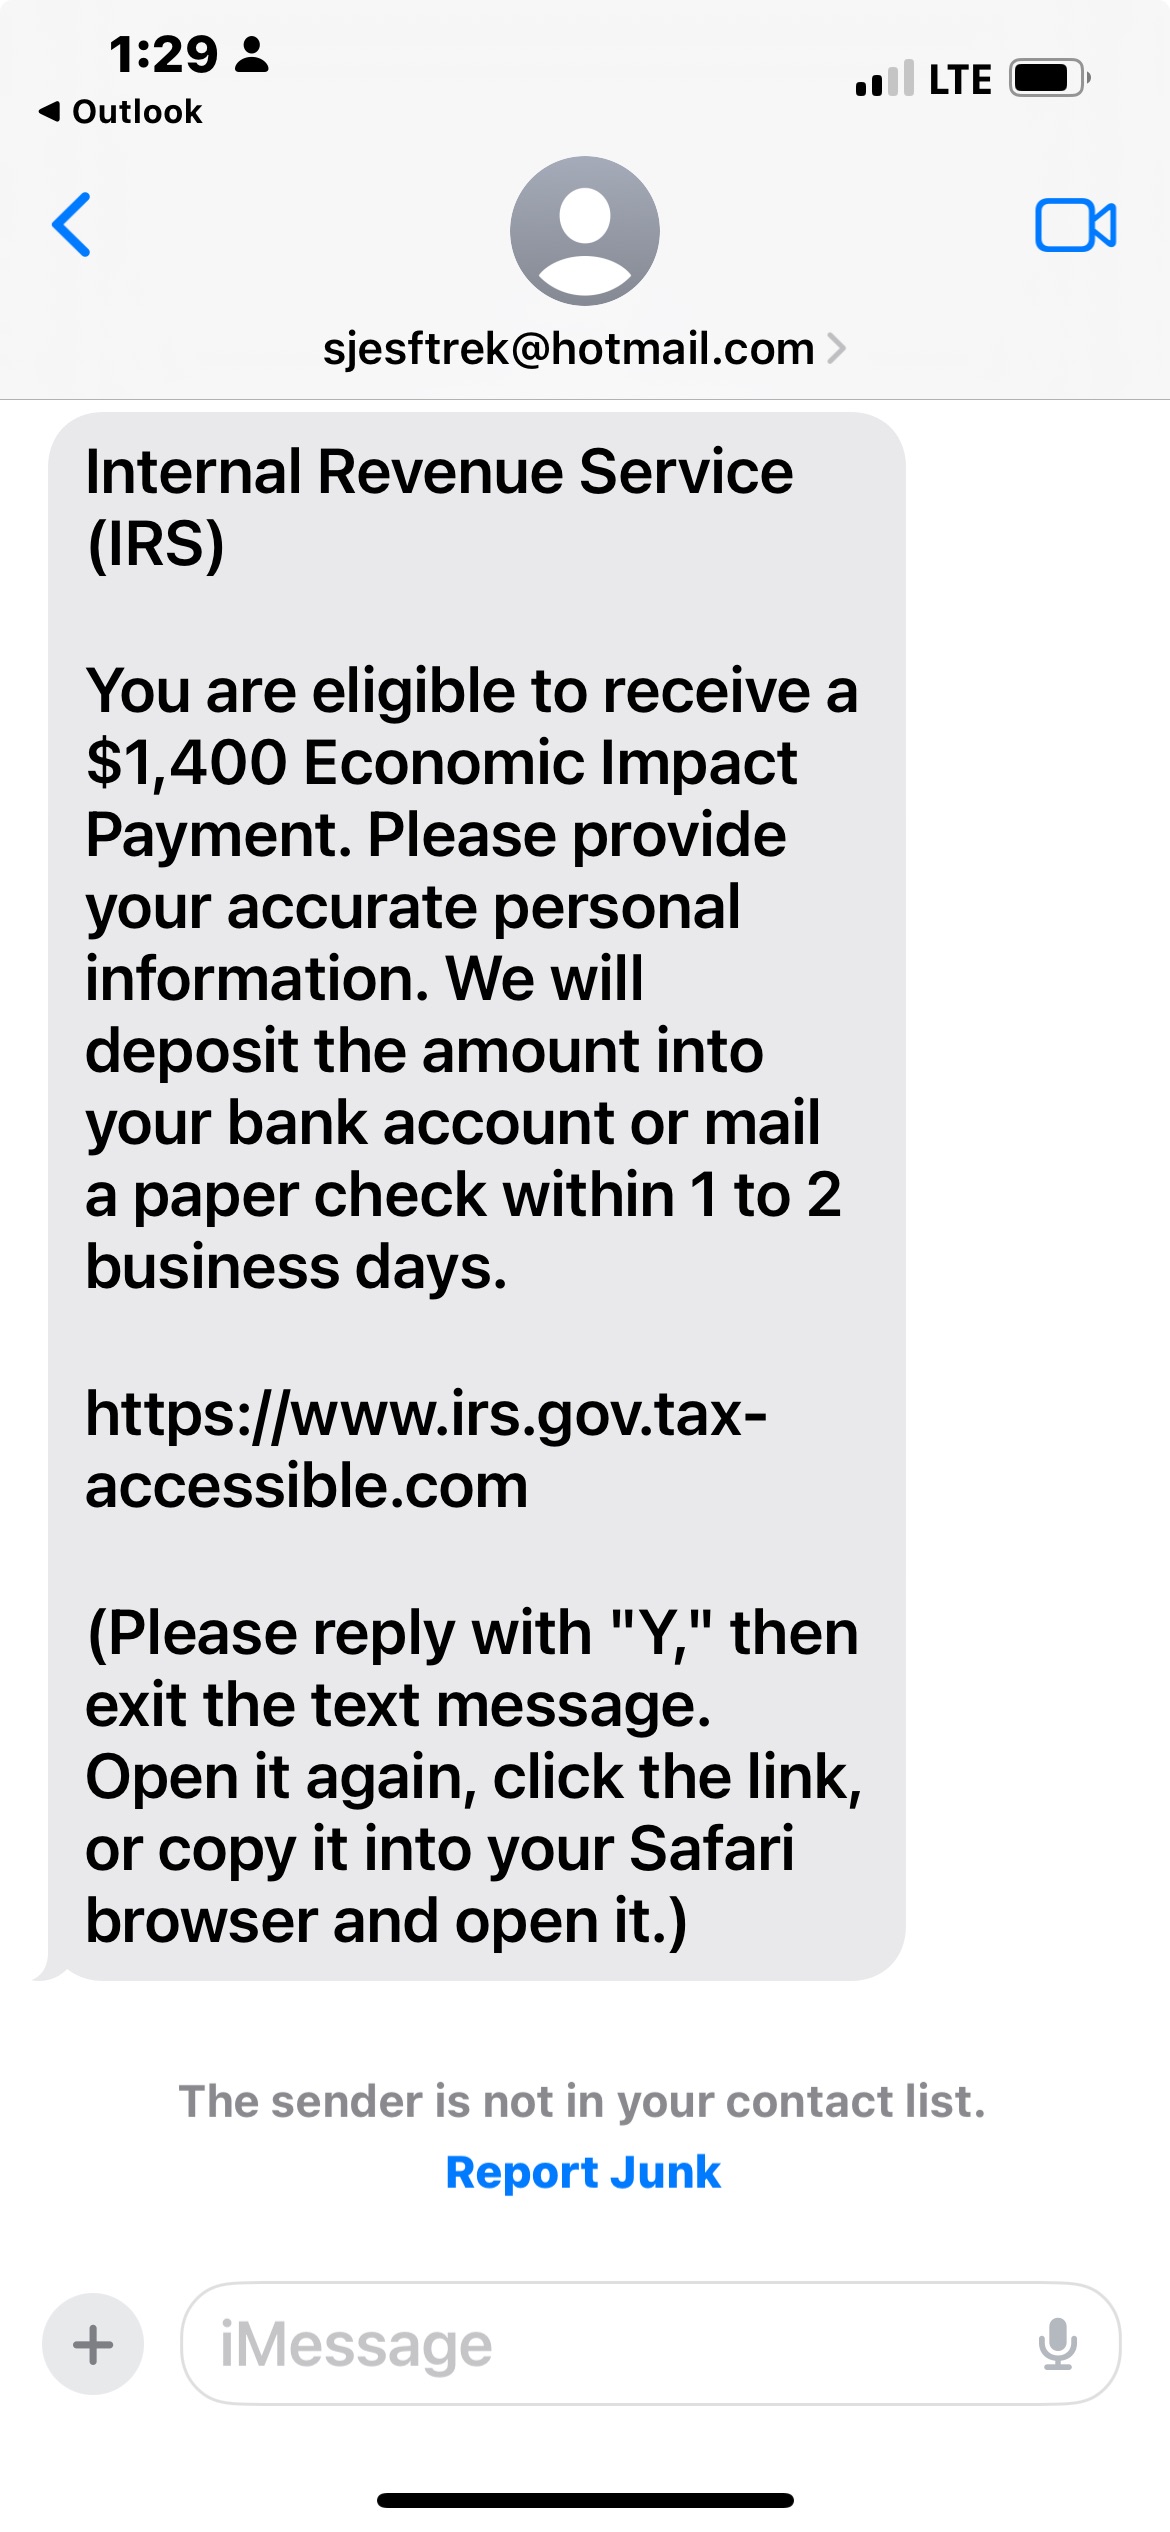 1:29
LTE
Outlook
sjesftrek@hotmail.com
Internal Revenue Service
(IRS)
You are eligible to receive a
$1,400 Economic Impact
Payment. Please provide
your accurate personal
information. We will
deposit the amount into
your bank account or mail
a paper check within 1 to 2
business days.
https://www.irs.gov.tax-
accessible.com
(Please reply with "Y," then
exit the text message.
Open it again, click the link,
or copy it into your Safari
browser and open it.)
The sender is not in your contact list.
Report Junk
iMessage